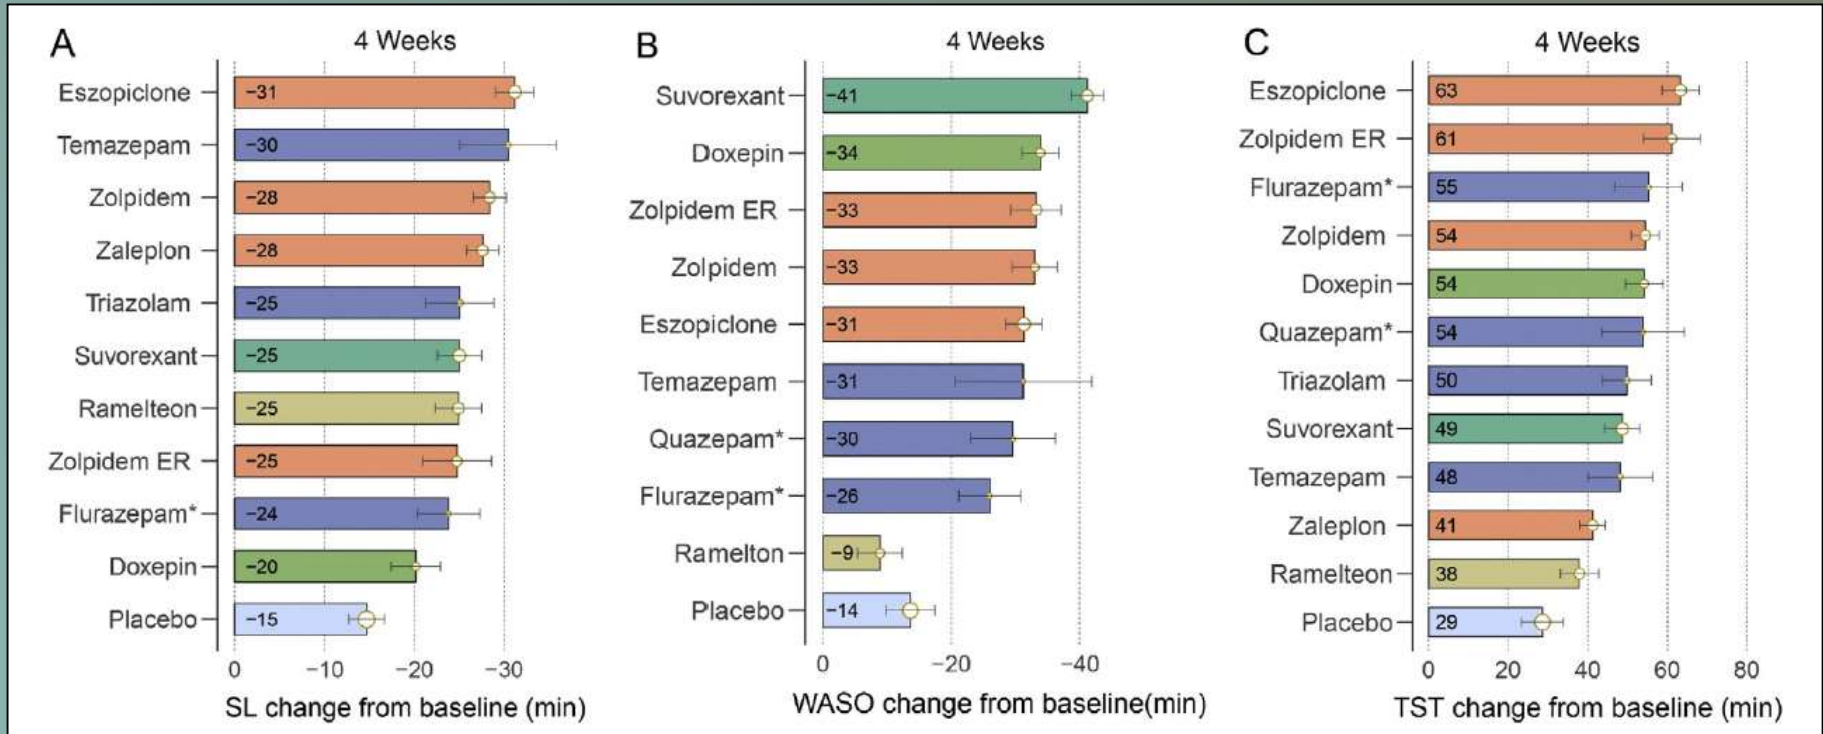 A
4 Weeks
Eszopiclone −31
Temazepam −30
Zolpidem −28
Zaleplon −28
Triazolam −25
Suvorexant −25
Ramelteon −25
Zolpidem ER −25
Flurazepam* −24
Doxepin −20
Placebo −15
0 −10 −20 −30
SL change from baseline (min)
B
4 Weeks
Suvorexant −41
Doxepin −34
Zolpidem ER −33
Zolpidem −33
Eszopiclone −31
Temazepam −31
Quazepam* −30
Flurazepam* −26
Ramelton −9
Placebo −14
0 −20 −40
WASO change from baseline(min)
C
4 Weeks
Eszopiclone 63
Zolpidem ER 61
Flurazepam* 55
Zolpidem 54
Doxepin 54
Quazepam* 54
Triazolam 50
Suvorexant 49
Temazepam 48
Zaleplon 41
Ramelteon 38
Placebo 29
0 20 40 60 80
TST change from baseline (min)